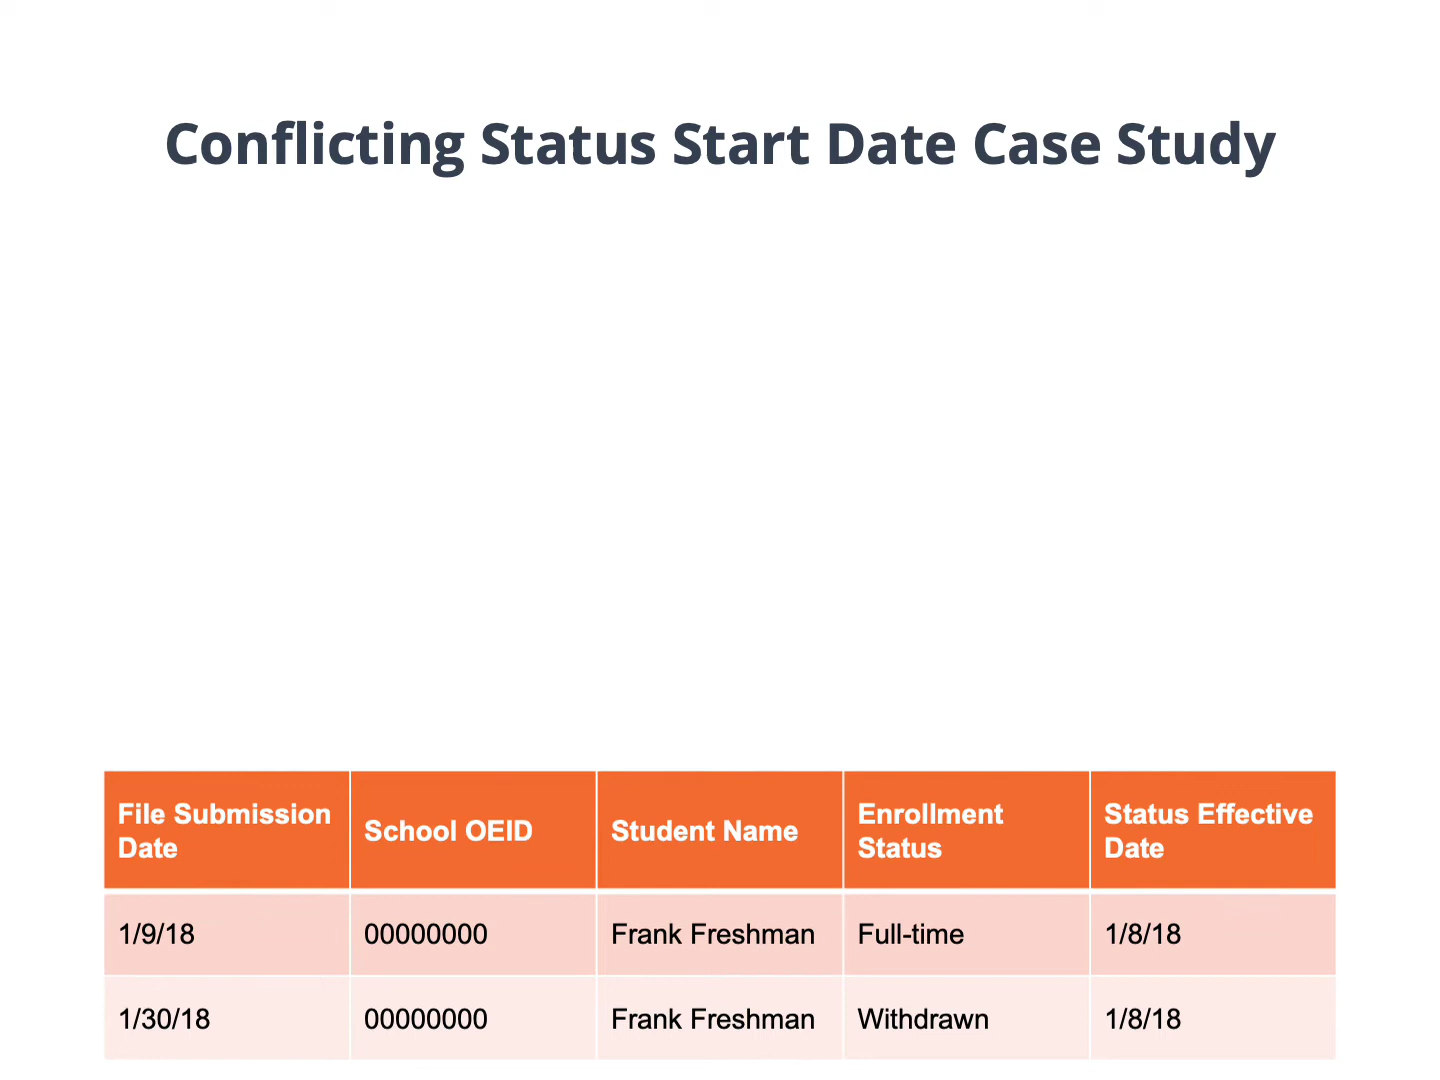 Conflicting Status Start Date Case Study
File Submission Date School OEID Student Name Enrollment Status Status Effective Date
1/9/18 00000000 Frank Freshman Full-time 1/8/18
1/30/18 00000000 Frank Freshman Withdrawn 1/8/18